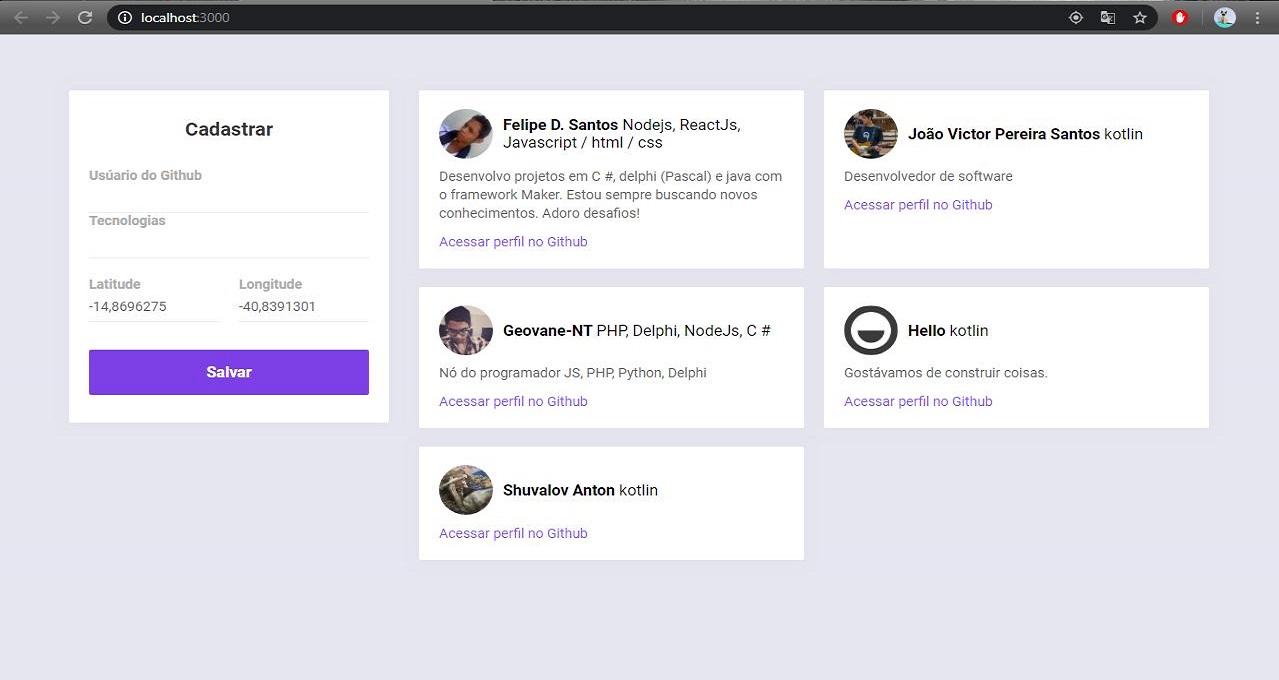 localhost:3000
Cadastrar
Usúario do Github
Tecnologias
Latitude
Longitude
-14,8696275
-40,8391301
Salvar
Felipe D. Santos Nodejs, ReactJs,
Javascript / html / css
Desenvolvo projetos em C #, delphi (Pascal) e java com
o framework Maker. Estou sempre buscando novos
conhecimentos. Adoro desafios!
Acessar perfil no Github
João Victor Pereira Santos kotlin
Desenvolvedor de software
Acessar perfil no Github
Geovane-NT PHP, Delphi, NodeJs, C #
Nó do programador JS, PHP, Python, Delphi
Acessar perfil no Github
Hello kotlin
Gostávamos de construir coisas.
Acessar perfil no Github
Shuvalov Anton kotlin
Acessar perfil no Github